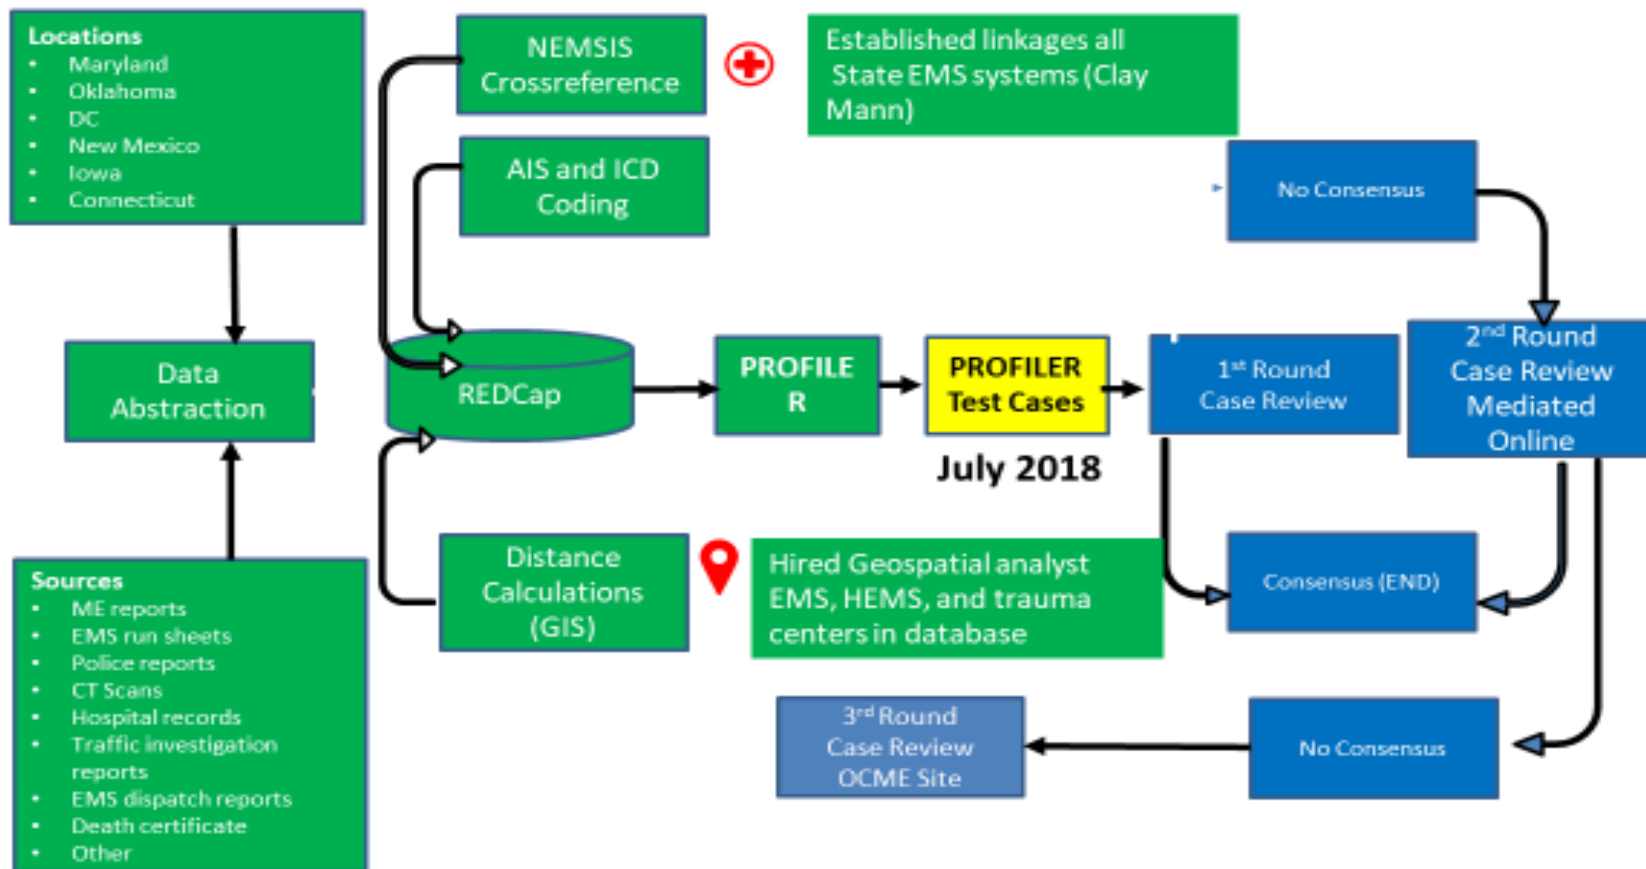 Locations
• Maryland
• Oklahoma
• DC
• New Mexico
• Iowa
• Connecticut
NEMSIS
Crossreference
Established linkages all
State EMS systems (Clay
Mann)
AIS and ICD
Coding
No Consensus
Data
Abstraction
REDCap
PROFILE
R
PROFILER
Test Cases
July 2018
1st Round
Case Review
2nd Round
Case Review
Mediated
Online
Sources
• ME reports
• EMS run sheets
• Police reports
• CT Scans
• Hospital records
• Traffic investigation
reports
• EMS dispatch reports
• Death certificate
• Other
Distance
Calculations
(GIS)
Hired Geospatial analyst
EMS, HEMS, and trauma
centers in database
Consensus (END)
3rd Round
Case Review
OCME Site
No Consensus